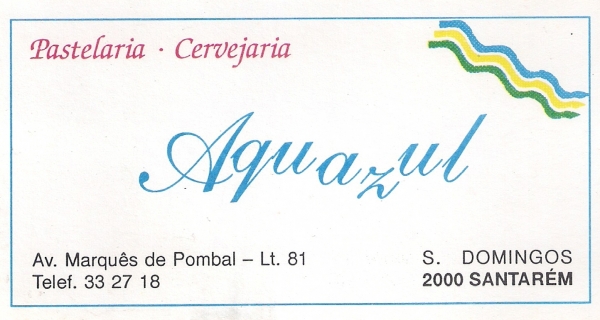 Pastelaria · Cervejaria
Aquazul
Av. Marquês de Pombal – Lt. 81
Telef. 33 27 18
S. DOMINGOS
2000 SANTARÉM